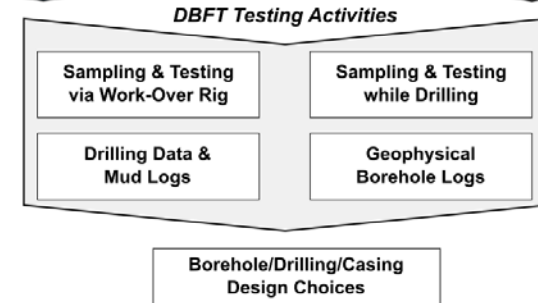 DBFT Testing Activities
Sampling & Testing
via Work-Over Rig
Sampling & Testing
while Drilling
Drilling Data &
Mud Logs
Geophysical
Borehole Logs
Borehole/Drilling/Casing
Design Choices